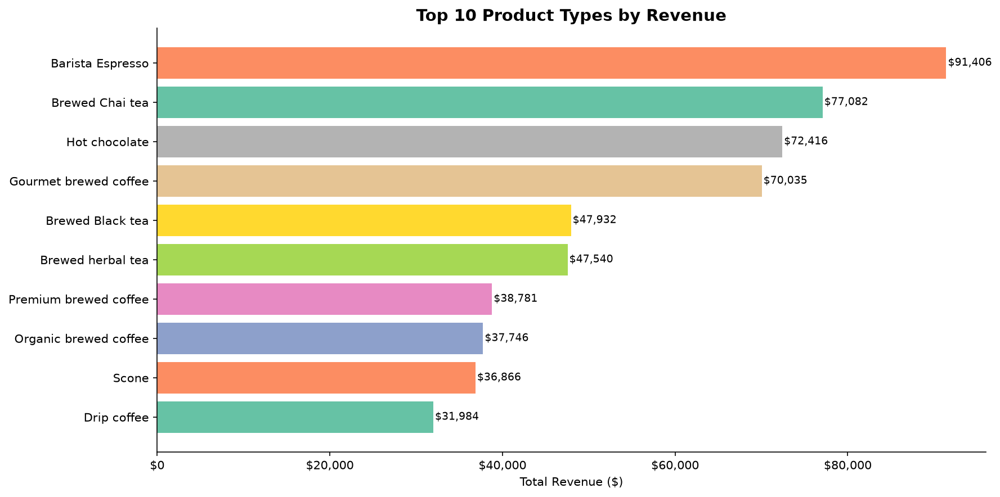 Top 10 Product Types by Revenue
Barista Espresso $91,406
Brewed Chai tea $77,082
Hot chocolate $72,416
Gourmet brewed coffee $70,035
Brewed Black tea $47,932
Brewed herbal tea $47,540
Premium brewed coffee $38,781
Organic brewed coffee $37,746
Scone $36,866
Drip coffee $31,984
$0 $20,000 $40,000 $60,000 $80,000
Total Revenue ($)